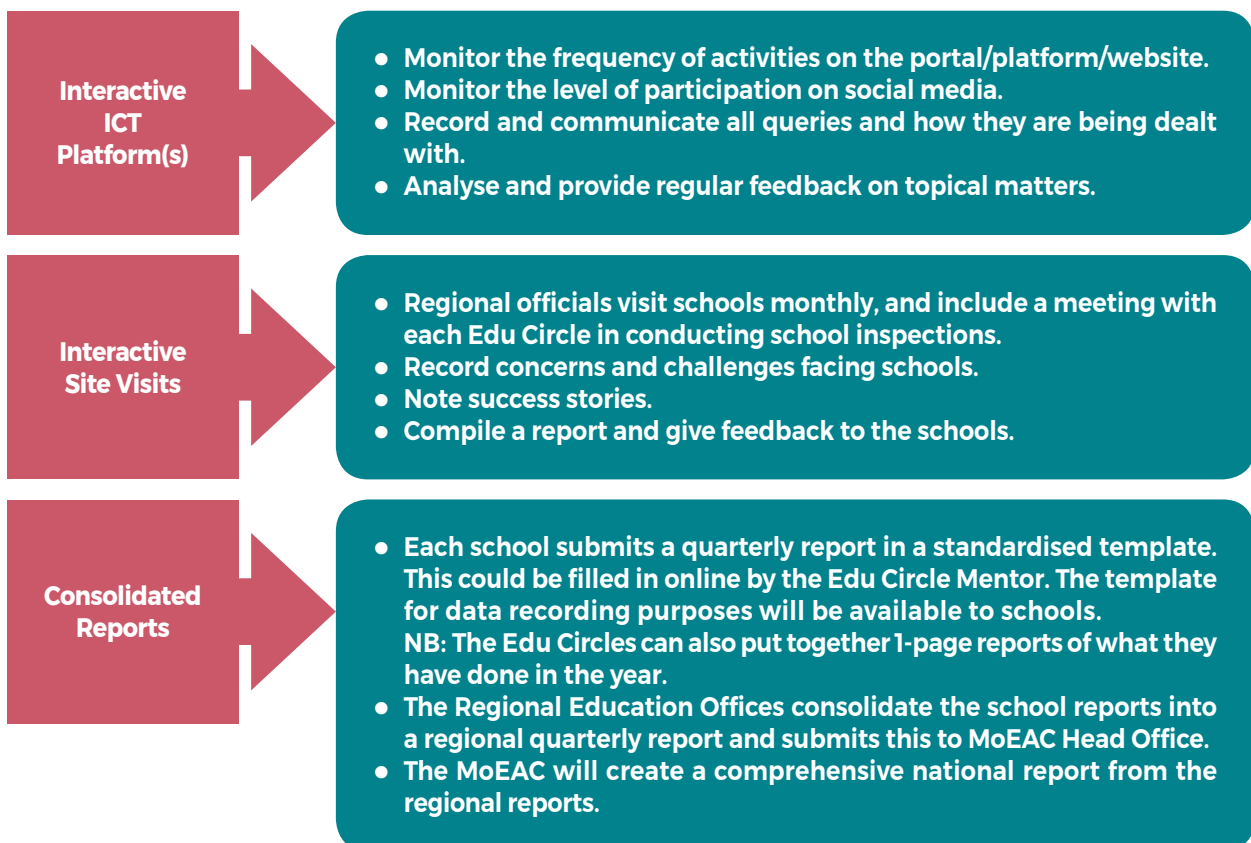 Interactive
ICT
Platform(s)
● Monitor the frequency of activities on the portal/platform/website.
● Monitor the level of participation on social media.
● Record and communicate all queries and how they are being dealt
with.
● Analyse and provide regular feedback on topical matters.
Interactive
Site Visits
● Regional officials visit schools monthly, and include a meeting with
each Edu Circle in conducting school inspections.
● Record concerns and challenges facing schools.
● Note success stories.
● Compile a report and give feedback to the schools.
Consolidated
Reports
● Each school submits a quarterly report in a standardised template.
This could be filled in online by the Edu Circle Mentor. The template
for data recording purposes will be available to schools.
NB: The Edu Circles can also put together 1-page reports of what they
have done in the year.
● The Regional Education Offices consolidate the school reports into
a regional quarterly report and submits this to MoEAC Head Office.
● The MoEAC will create a comprehensive national report from the
regional reports.